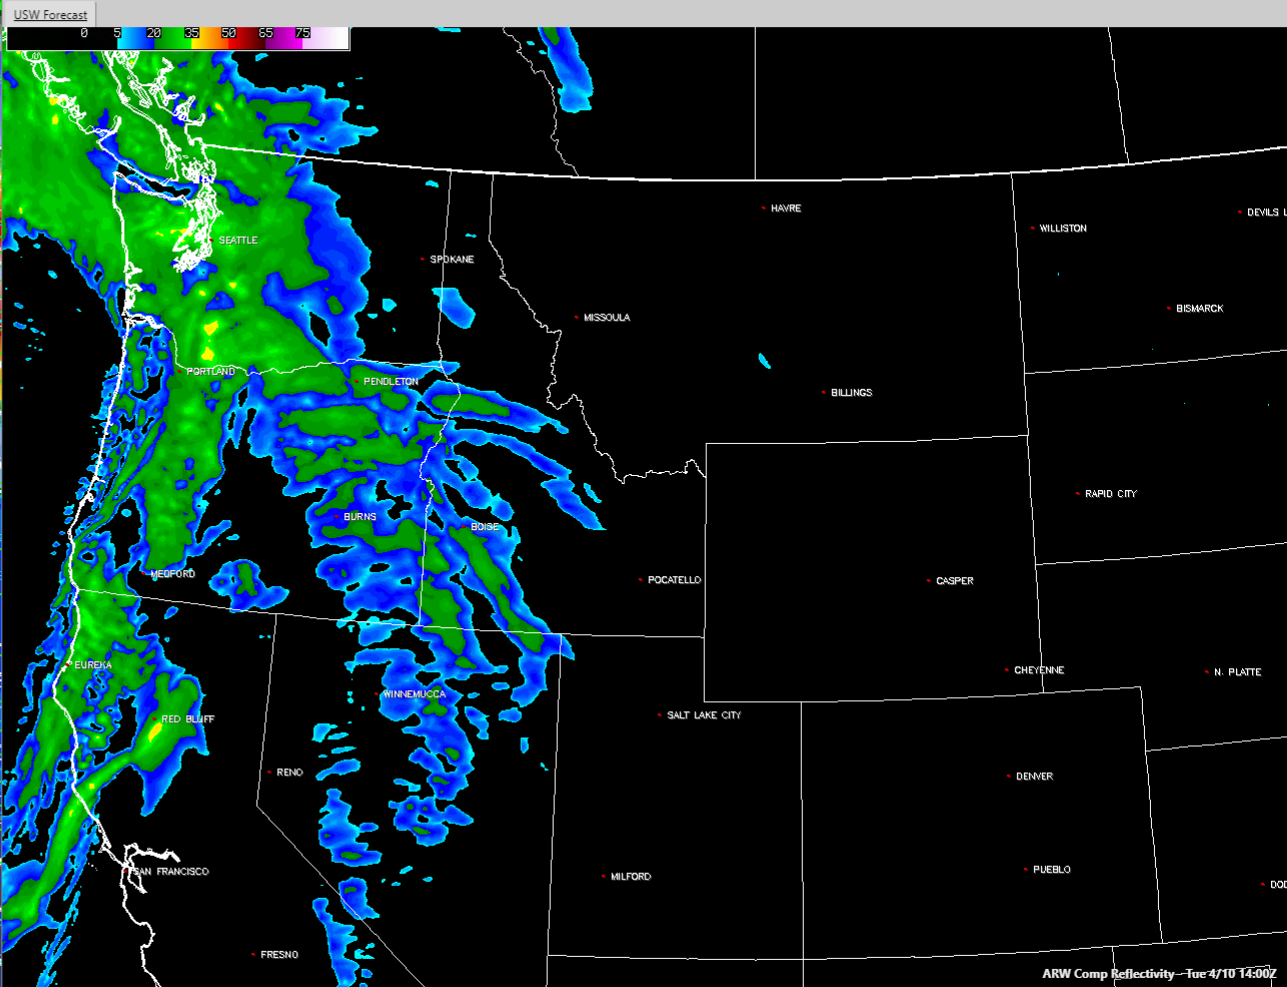 USW Forecast
0 5 20 35 50 65 75
HAVRE
DEVILS L
WILLISTON
SEATTLE
SPOKANE
BISMARCK
MISSOULA
PORTLAND
PENDLETON
BILLINGS
RAPID CITY
BURNS
BOISE
MEDFORD
POCATELLO
CASPER
EUREKA
CHEYENNE
N. PLATTE
WINNEMUCCA
RED BLUFF
SALT LAKE CITY
RENO
DENVER
SAN FRANCISCO
MILFORD
PUEBLO
DOD
FRESNO
ARW Comp Reflectivity - Tue 4/10 14:00Z